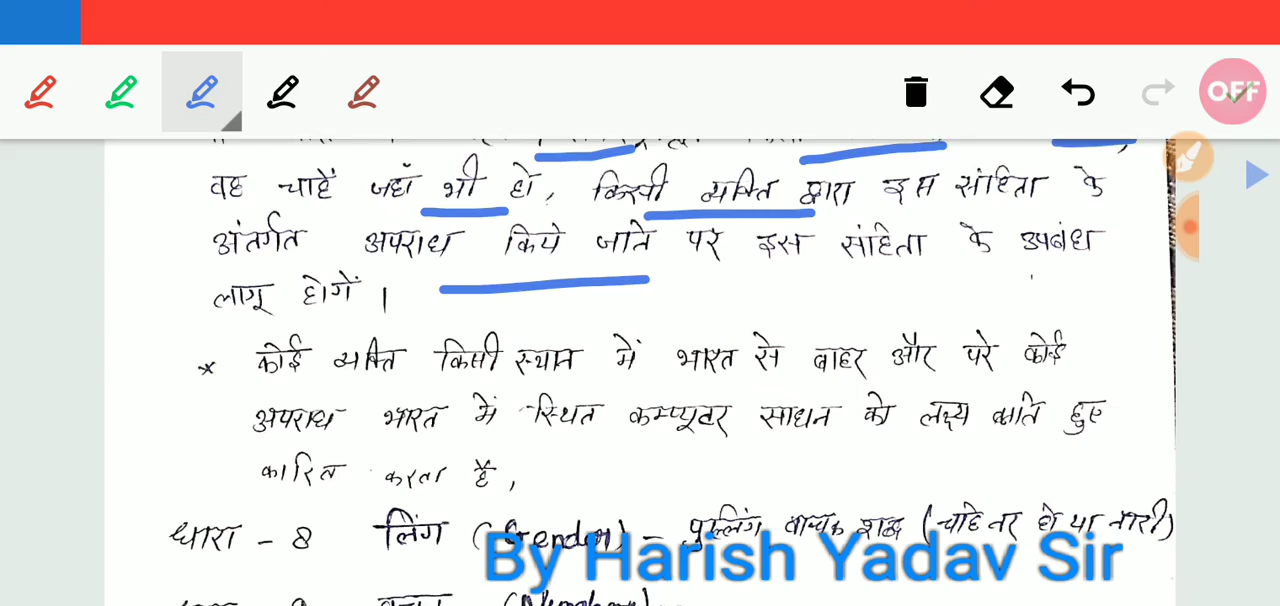 OFF
वह चाहें जहाँ भी हो, किसी व्यक्ति द्वारा इस संहिता के
अंतर्गत अपराध किये जाने पर इस संहिता के उपबंध
लागू होगें।
* कोई व्यक्ति किसी स्थान में भारत से बाहर और परे कोई
अपराध भारत में स्थित कम्प्यूटर साधन को लक्ष्य बनाते हुए
कारित करता है,
धारा - 8 लिंग (Gender) - पुल्लिंग वाचक शब्द (चाहे नर हो या नारी)
By Harish Yadav Sir